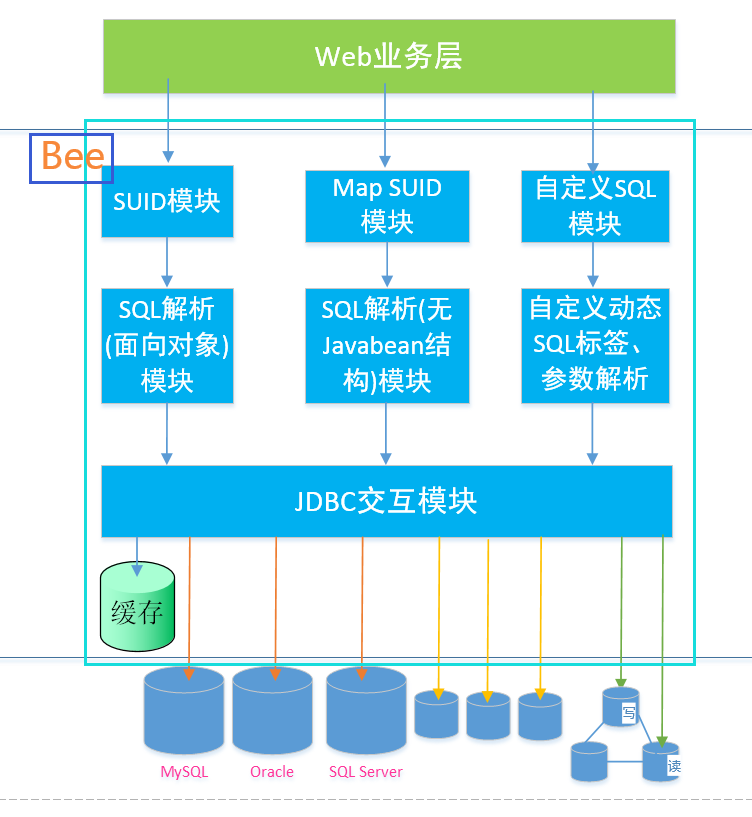 Web业务层
Bee
SUID模块
Map SUID
模块
自定义SQL
模块
SQL解析
(面向对象)
模块
SQL解析(无
Javabean结
构)模块
自定义动态
SQL标签、
参数解析
JDBC交互模块
缓存
写
读
MySQL
Oracle
SQL Server